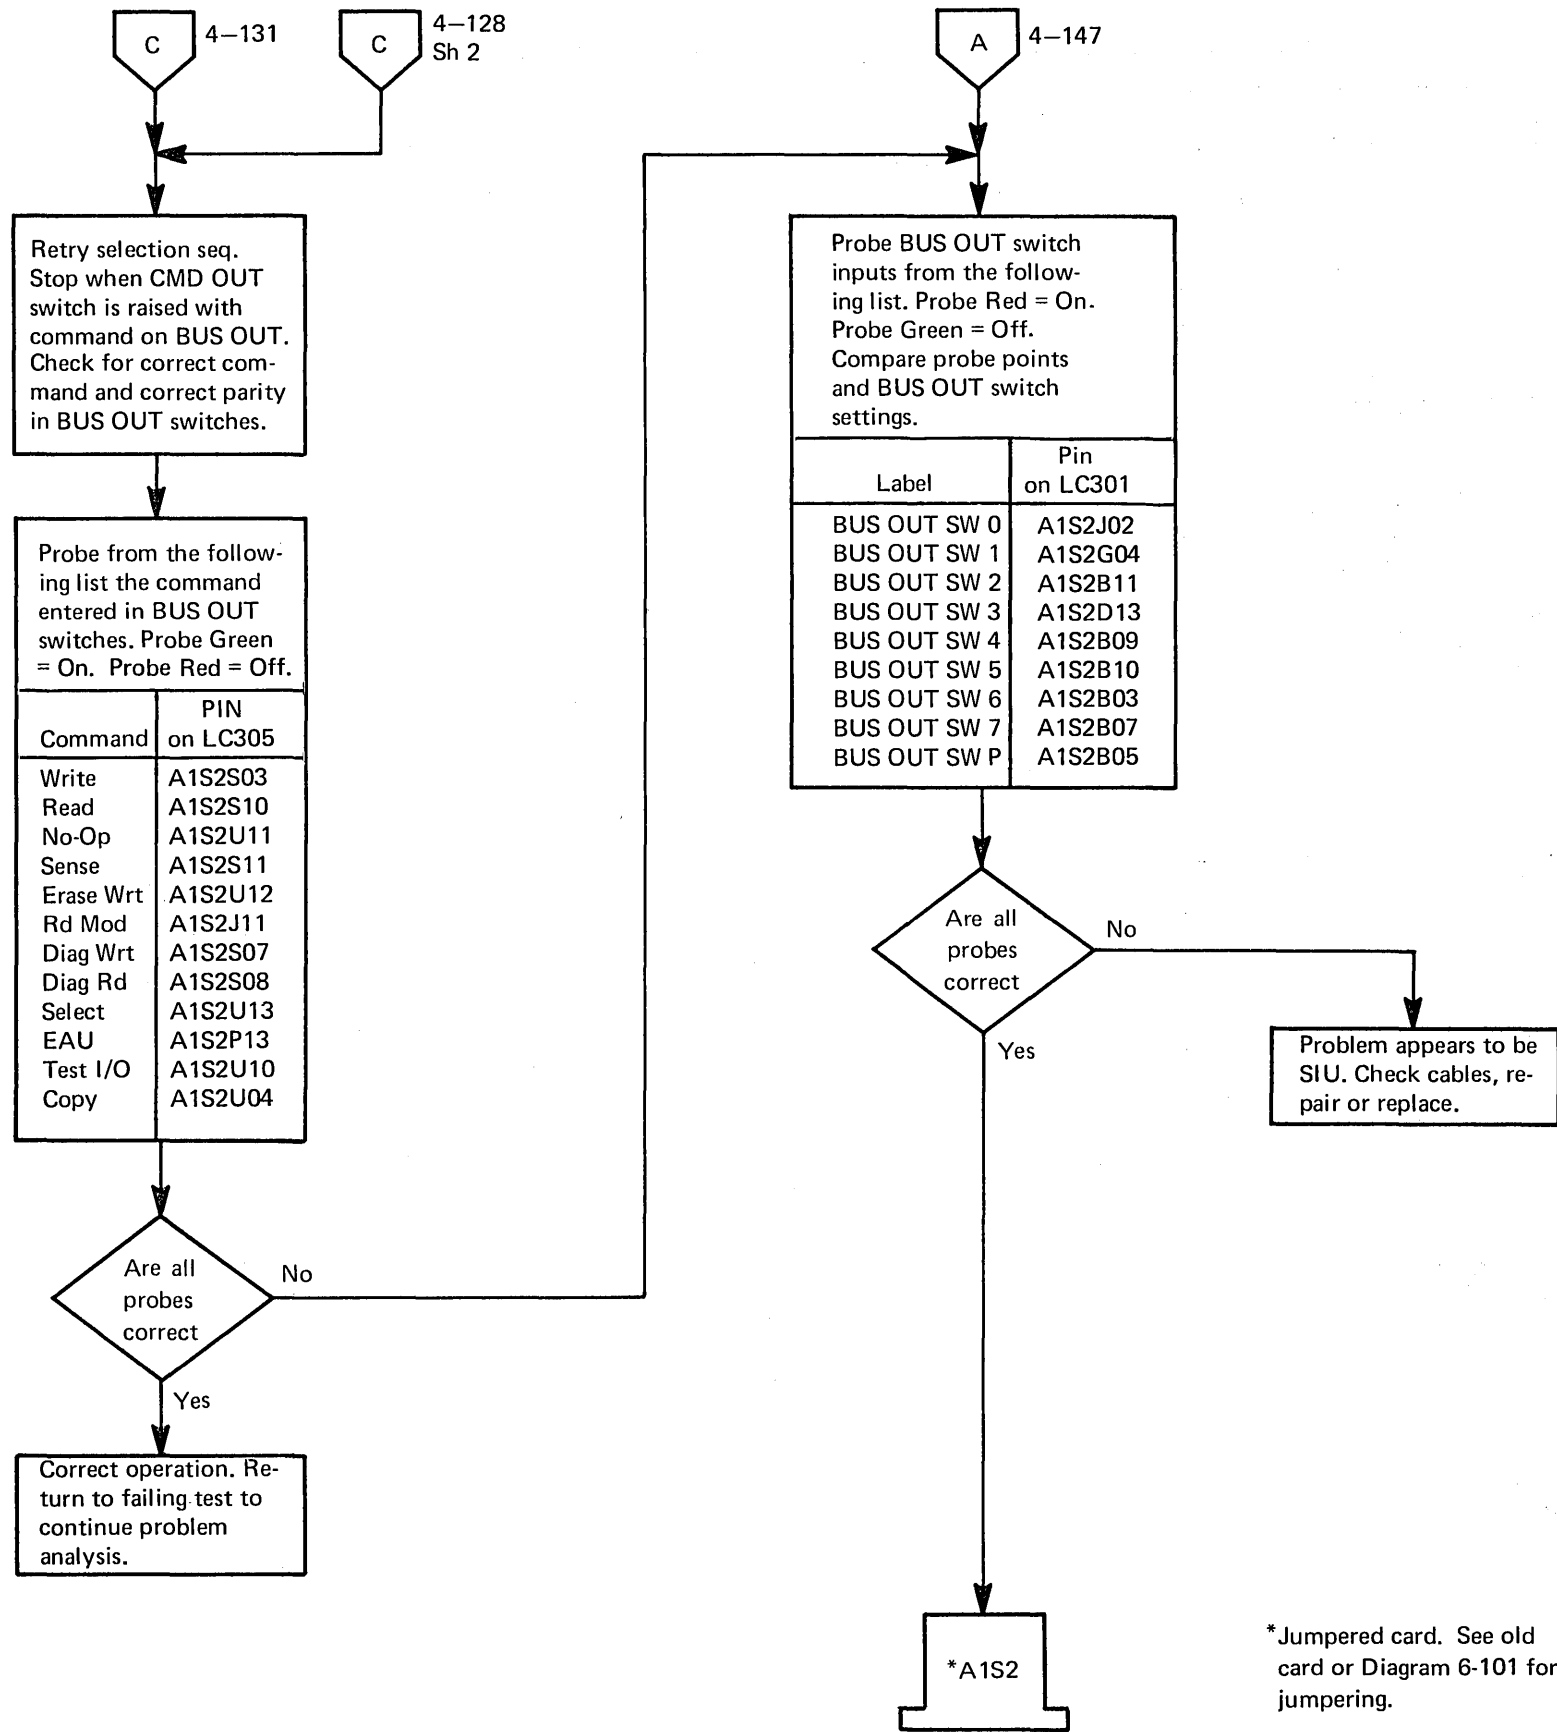 C
4–131
C
4–128
Sh 2
Retry selection seq.
Stop when CMD OUT
switch is raised with
command on BUS OUT.
Check for correct com-
mand and correct parity
in BUS OUT switches.
Probe from the follow-
ing list the command
entered in BUS OUT
switches. Probe Green
= On. Probe Red = Off.
Command PIN
on LC305
Write A1S2S03
Read A1S2S10
No-Op A1S2U11
Sense A1S2S11
Erase Wrt A1S2U12
Rd Mod A1S2J11
Diag Wrt A1S2S07
Diag Rd A1S2S08
Select A1S2U13
EAU A1S2P13
Test I/O A1S2U10
Copy A1S2U04
Are all
probes
correct
No
Yes
Correct operation. Re-
turn to failing test to
continue problem
analysis.
A
4–147
Probe BUS OUT switch
inputs from the follow-
ing list. Probe Red = On.
Probe Green = Off.
Compare probe points
and BUS OUT switch
settings.
Label Pin
on LC301
BUS OUT SW 0 A1S2J02
BUS OUT SW 1 A1S2G04
BUS OUT SW 2 A1S2B11
BUS OUT SW 3 A1S2D13
BUS OUT SW 4 A1S2B09
BUS OUT SW 5 A1S2B10
BUS OUT SW 6 A1S2B03
BUS OUT SW 7 A1S2B07
BUS OUT SW P A1S2B05
Are all
probes
correct
No
Yes
Problem appears to be
SIU. Check cables, re-
pair or replace.
*A1S2
*Jumpered card. See old
card or Diagram 6-101 for
jumpering.